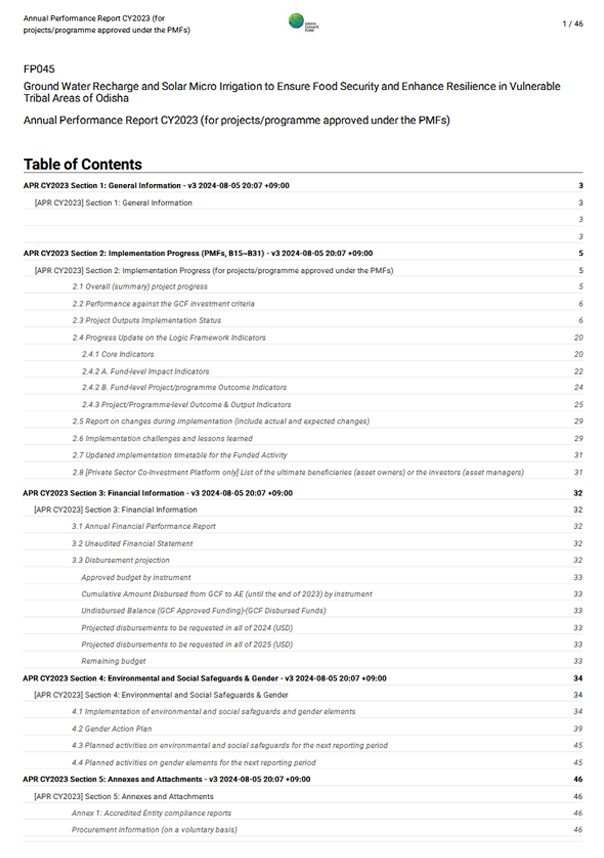 Annual Performance Report CY2023 (for
projects/programme approved under the PMFs)
GREEN
CLIMATE
FUND
1 / 46
FP045
Ground Water Recharge and Solar Micro Irrigation to Ensure Food Security and Enhance Resilience in Vulnerable
Tribal Areas of Odisha
Annual Performance Report CY2023 (for projects/programme approved under the PMFs)
Table of Contents
APR CY2023 Section 1: General Information - v3 2024-08-05 20:07 +09:00 3
[APR CY2023] Section 1: General Information 3
3
3
APR CY2023 Section 2: Implementation Progress (PMFs, B15~B31) - v3 2024-08-05 20:07 +09:00 5
[APR CY2023] Section 2: Implementation Progress (for projects/programme approved under the PMFs) 5
2.1 Overall (summary) project progress 5
2.2 Performance against the GCF investment criteria 6
2.3 Project Outputs Implementation Status 6
2.4 Progress Update on the Logic Framework Indicators 20
2.4.1 Core Indicators 20
2.4.2 A. Fund-level Impact Indicators 22
2.4.2 B. Fund-level Project/programme Outcome Indicators 24
2.4.3 Project/Programme-level Outcome & Output Indicators 25
2.5 Report on changes during implementation (include actual and expected changes) 29
2.6 Implementation challenges and lessons learned 29
2.7 Updated implementation timetable for the Funded Activity 31
2.8 [Private Sector Co-Investment Platform only] List of the ultimate beneficiaries (asset owners) or the investors (asset managers) 31
APR CY2023 Section 3: Financial Information - v3 2024-08-05 20:07 +09:00 32
[APR CY2023] Section 3: Financial Information 32
3.1 Annual Financial Performance Report 32
3.2 Unaudited Financial Statement 32
3.3 Disbursement projection 32
Approved budget by instrument 33
Cumulative Amount Disbursed from GCF to AE (until the end of 2023) by instrument 33
Undisbursed Balance (GCF Approved Funding)-(GCF Disbursed Funds) 33
Projected disbursements to be requested in all of 2024 (USD) 33
Projected disbursements to be requested in all of 2025 (USD) 33
Remaining budget 33
APR CY2023 Section 4: Environmental and Social Safeguards & Gender - v3 2024-08-05 20:07 +09:00 34
[APR CY2023] Section 4: Environmental and Social Safeguards & Gender 34
4.1 Implementation of environmental and social safeguards and gender elements 34
4.2 Gender Action Plan 39
4.3 Planned activities on environmental and social safeguards for the next reporting period 45
4.4 Planned activities on gender elements for the next reporting period 45
APR CY2023 Section 5: Annexes and Attachments - v3 2024-08-05 20:07 +09:00 46
[APR CY2023] Section 5: Annexes and Attachments 46
Annex 1: Accredited Entity compliance reports 46
Procurement information (on a voluntary basis) 46